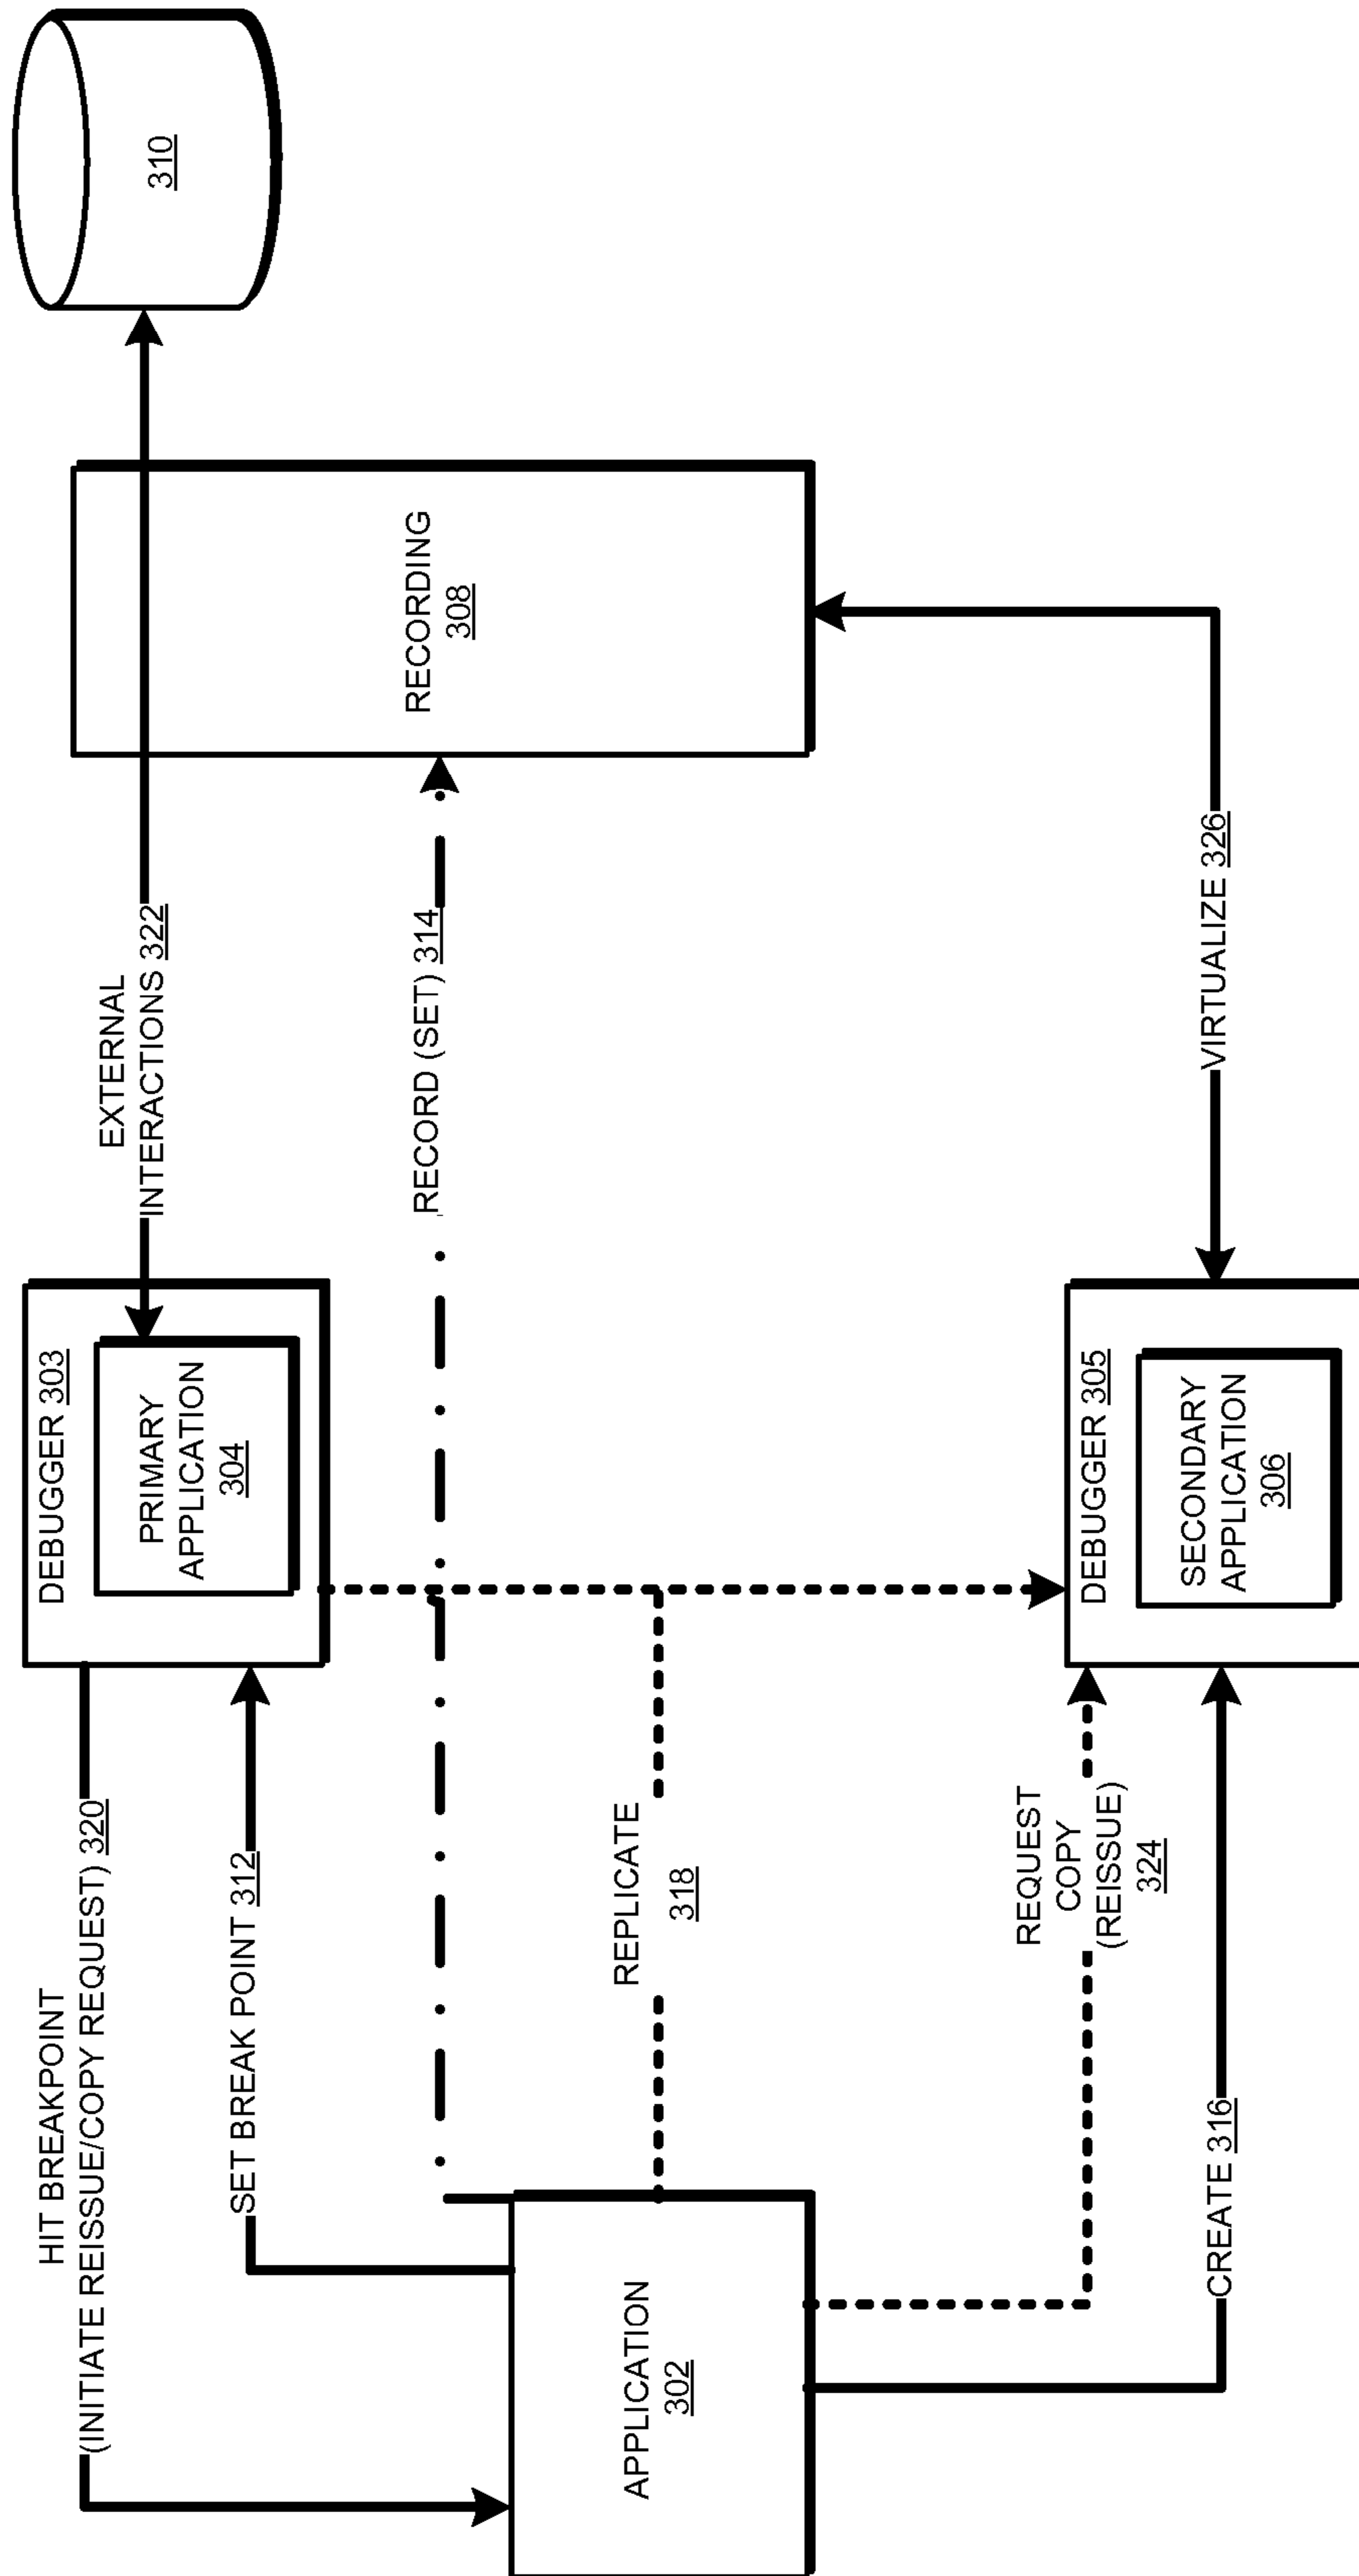 HIT BREAKPOINT
(INITIATE REISSUE/COPY REQUEST) 320
SET BREAK POINT 312
DEBUGGER 303
PRIMARY
APPLICATION
304
EXTERNAL
INTERACTIONS 322
310
RECORD (SET) 314
RECORDING
308
APPLICATION
302
REPLICATE
318
REQUEST
COPY
(REISSUE)
324
CREATE 316
DEBUGGER 305
SECONDARY
APPLICATION
306
VIRTUALIZE 326